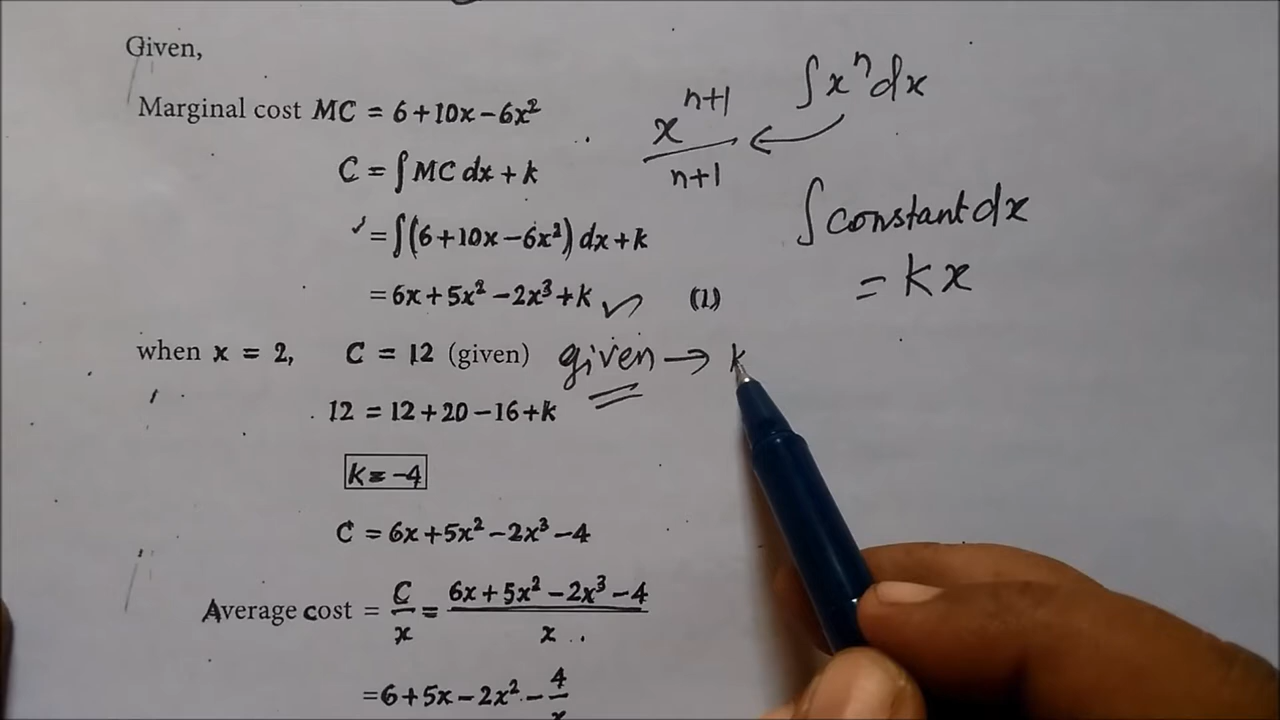 Given,
Marginal cost MC = 6+10x−6x²
C = ∫MC dx + k
✓=∫(6+10x−6x²) dx+k
=6x+5x²−2x³+k ✓ (1)
when x = 2, C = 12 (given) given → k
12 = 12+20−16+k
k=−4
C = 6x+5x²−2x³−4
Average cost = C/x = 6x+5x²−2x³−4/x ..
=6+5x−2x²−4/x
∫xⁿdx
xⁿ⁺¹/n+1
∫constant dx
= kx